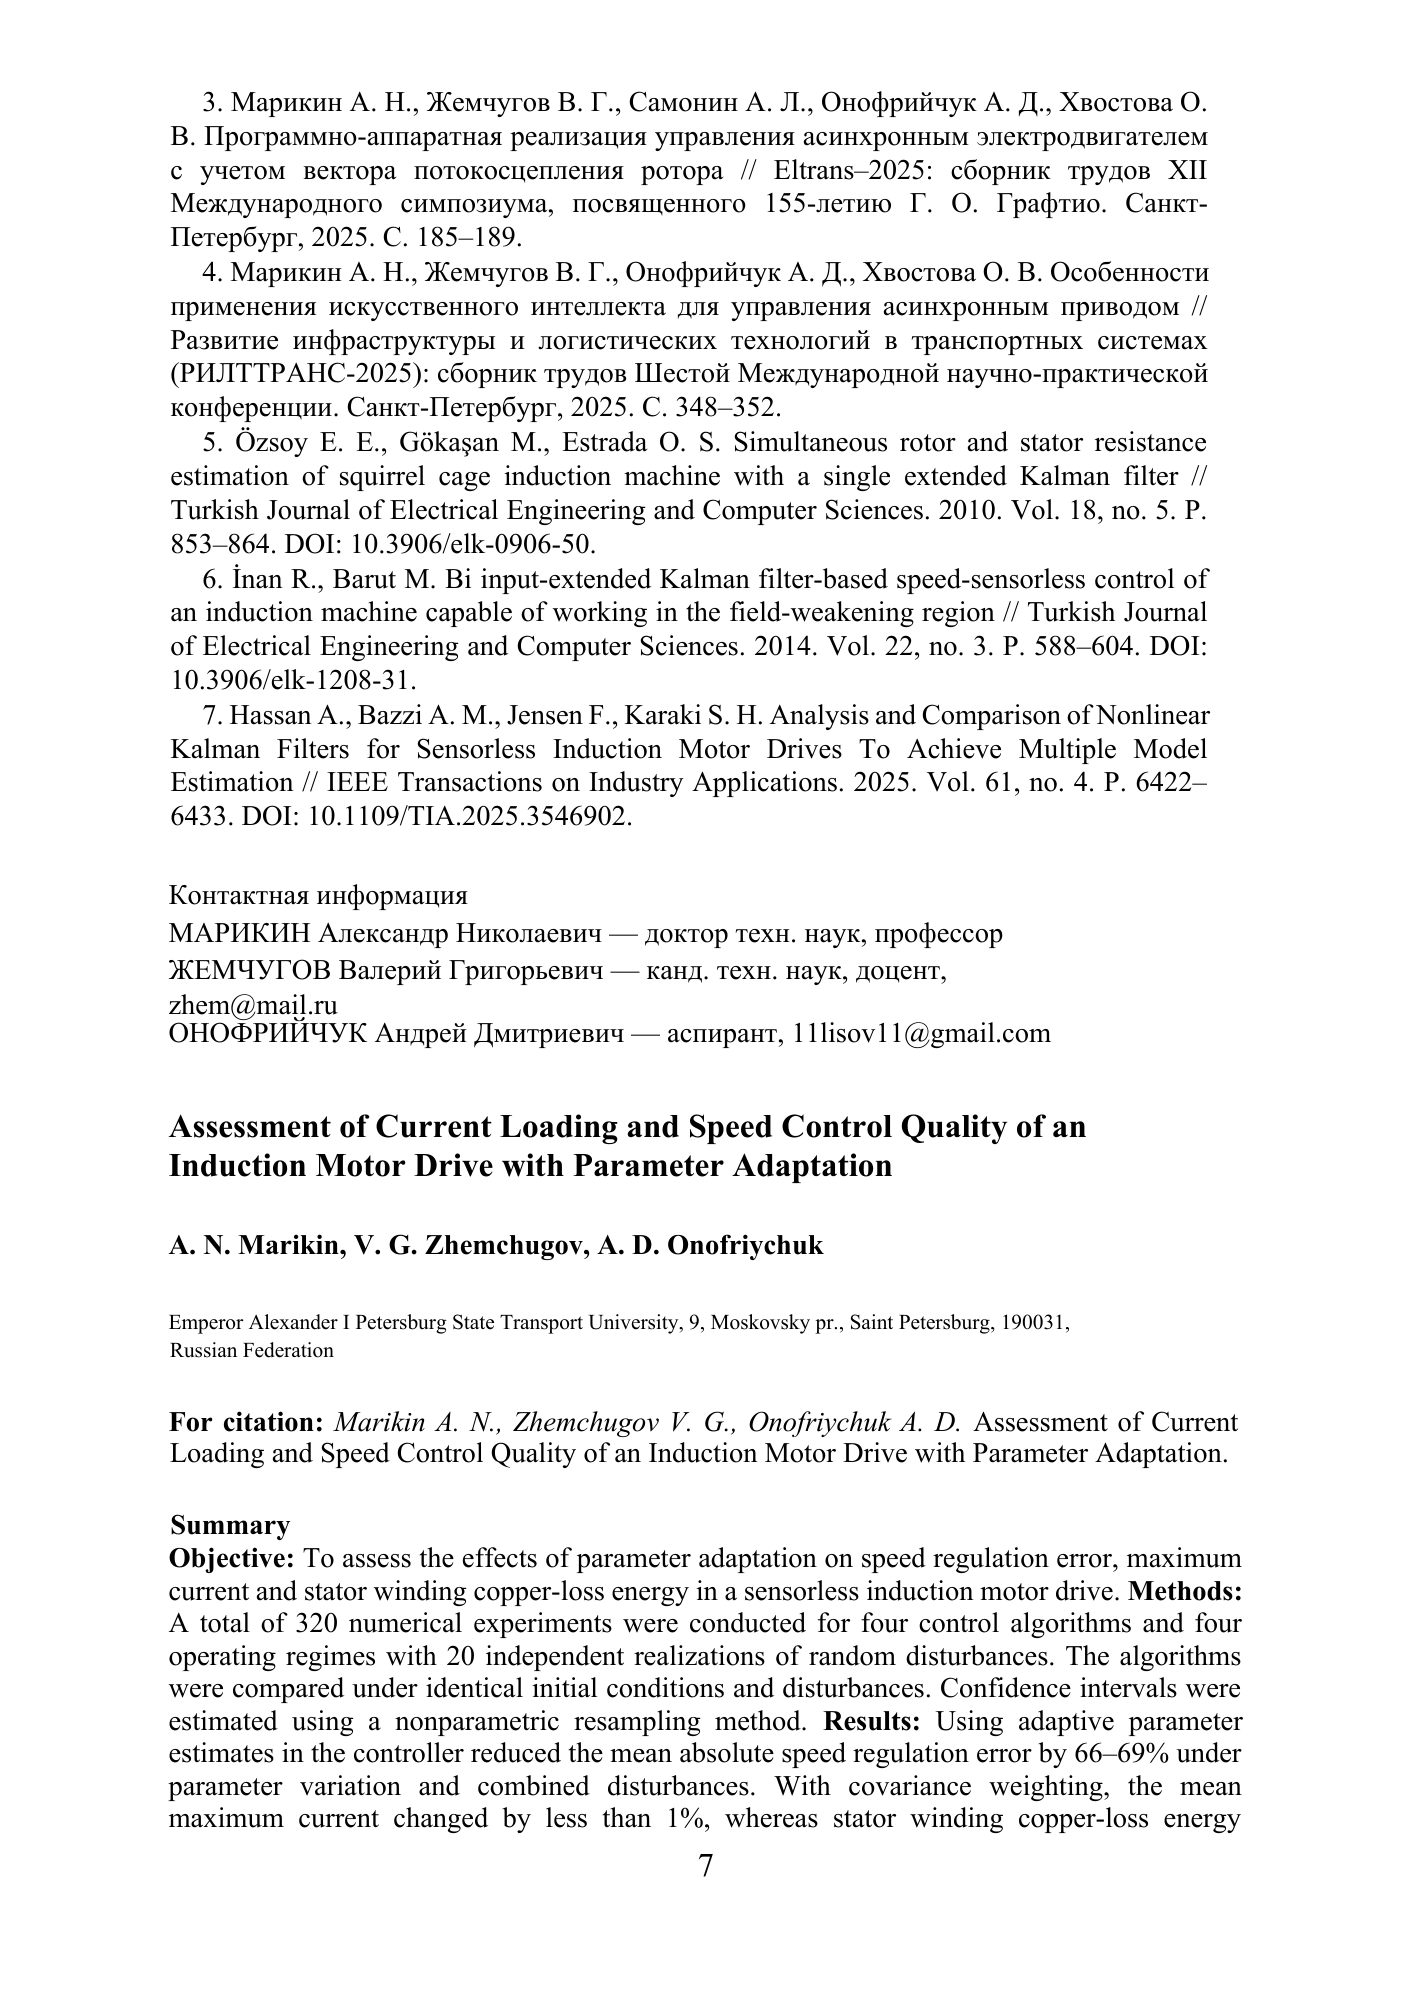 3. Марикин А. Н., Жемчугов В. Г., Самонин А. Л., Онофрийчук А. Д., Хвостова О.
В. Программно-аппаратная реализация управления асинхронным электродвигателем
с учетом вектора потокосцепления ротора // Eltrans–2025: сборник трудов XII
Международного симпозиума, посвященного 155-летию Г. О. Графтио. Санкт-
Петербург, 2025. С. 185–189.
4. Марикин А. Н., Жемчугов В. Г., Онофрийчук А. Д., Хвостова О. В. Особенности
применения искусственного интеллекта для управления асинхронным приводом //
Развитие инфраструктуры и логистических технологий в транспортных системах
(РИЛТТРАНС-2025): сборник трудов Шестой Международной научно-практической
конференции. Санкт-Петербург, 2025. С. 348–352.
5. Özsoy E. E., Gökaşan M., Estrada O. S. Simultaneous rotor and stator resistance
estimation of squirrel cage induction machine with a single extended Kalman filter //
Turkish Journal of Electrical Engineering and Computer Sciences. 2010. Vol. 18, no. 5. P.
853–864. DOI: 10.3906/elk-0906-50.
6. İnan R., Barut M. Bi input-extended Kalman filter-based speed-sensorless control of
an induction machine capable of working in the field-weakening region // Turkish Journal
of Electrical Engineering and Computer Sciences. 2014. Vol. 22, no. 3. P. 588–604. DOI:
10.3906/elk-1208-31.
7. Hassan A., Bazzi A. M., Jensen F., Karaki S. H. Analysis and Comparison of Nonlinear
Kalman Filters for Sensorless Induction Motor Drives To Achieve Multiple Model
Estimation // IEEE Transactions on Industry Applications. 2025. Vol. 61, no. 4. P. 6422–
6433. DOI: 10.1109/TIA.2025.3546902.
Контактная информация
МАРИКИН Александр Николаевич — доктор техн. наук, профессор
ЖЕМЧУГОВ Валерий Григорьевич — канд. техн. наук, доцент,
zhem@mail.ru
ОНОФРИЙЧУК Андрей Дмитриевич — аспирант, 11lisov11@gmail.com
Assessment of Current Loading and Speed Control Quality of an
Induction Motor Drive with Parameter Adaptation
A. N. Marikin, V. G. Zhemchugov, A. D. Onofriychuk
Emperor Alexander I Petersburg State Transport University, 9, Moskovsky pr., Saint Petersburg, 190031,
Russian Federation
For citation: Marikin A. N., Zhemchugov V. G., Onofriychuk A. D. Assessment of Current
Loading and Speed Control Quality of an Induction Motor Drive with Parameter Adaptation.
Summary
Objective: To assess the effects of parameter adaptation on speed regulation error, maximum
current and stator winding copper-loss energy in a sensorless induction motor drive. Methods:
A total of 320 numerical experiments were conducted for four control algorithms and four
operating regimes with 20 independent realizations of random disturbances. The algorithms
were compared under identical initial conditions and disturbances. Confidence intervals were
estimated using a nonparametric resampling method. Results: Using adaptive parameter
estimates in the controller reduced the mean absolute speed regulation error by 66–69% under
parameter variation and combined disturbances. With covariance weighting, the mean
maximum current changed by less than 1%, whereas stator winding copper-loss energy
7